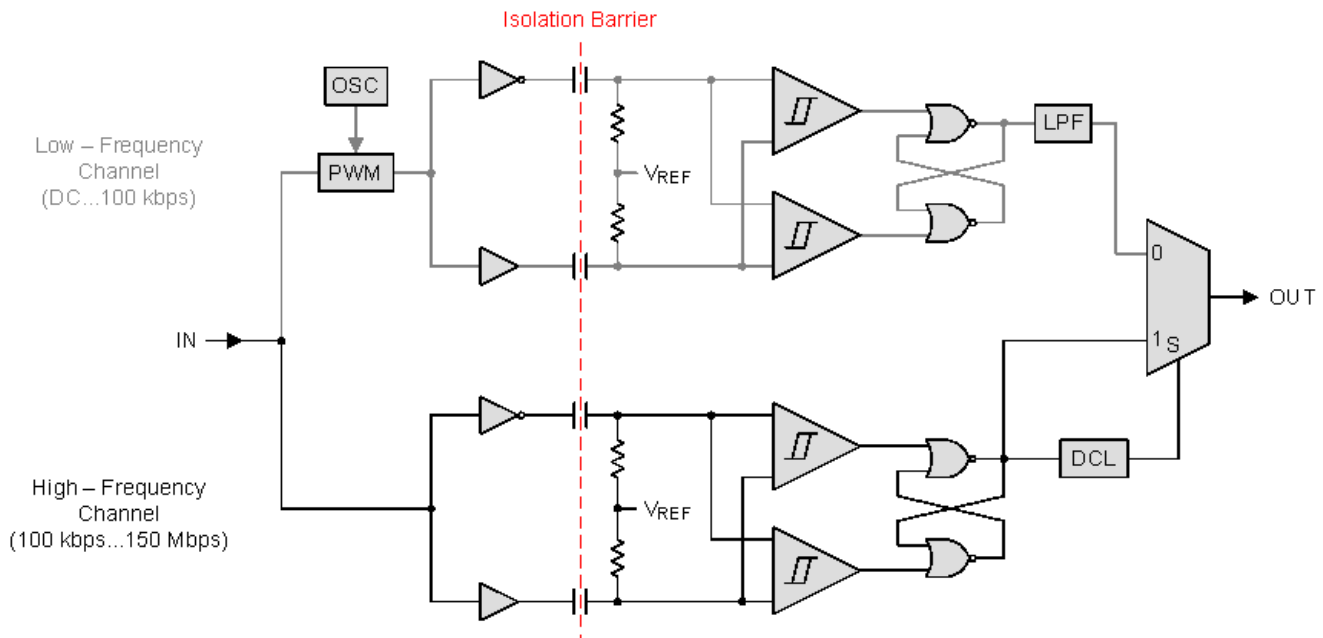 Isolation Barrier
OSC
Low – Frequency
Channel
(DC...100 kbps)
PWM
VREF
LPF
0
OUT
IN
1 S
High – Frequency
Channel
(100 kbps...150 Mbps)
VREF
DCL